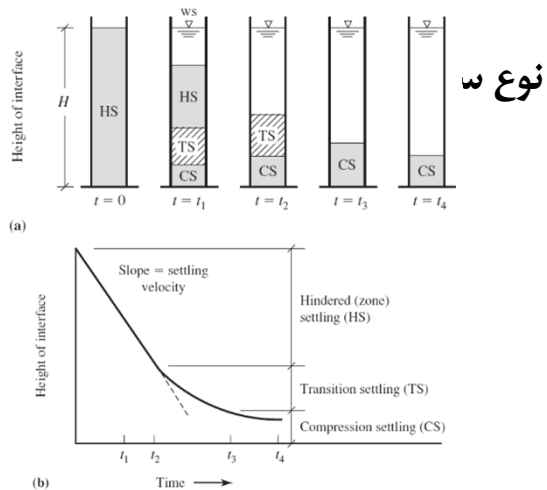 ws
نوع
Height of interface
H
HS
HS
TS
CS
TS
CS
CS
CS
t = 0
t = t₁
t = t₂
t = t₃
t = t₄
(a)
Slope = settling
velocity
Hindered (zone)
settling (HS)
Transition settling (TS)
Compression settling (CS)
Height of interface
t₁
t₂
t₃
t₄
Time
(b)